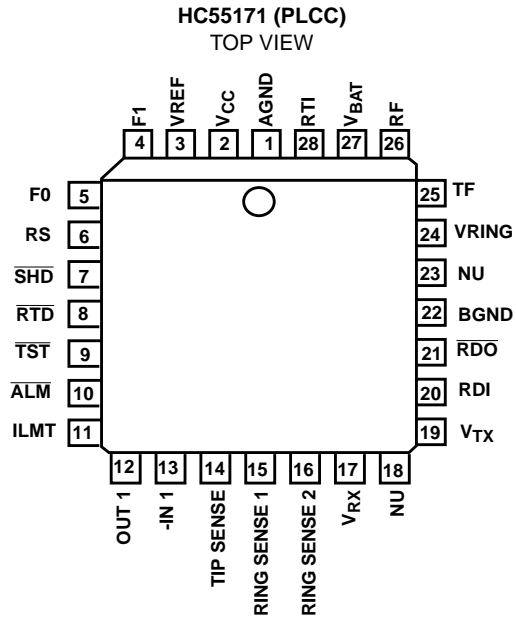 HC55171 (PLCC)
TOP VIEW
F1
VREF
VCC
AGND
RTI
VBAT
RF
4
3
2
1
28
27
26
F0 5
RS 6
SHD 7
RTD 8
TST 9
ALM 10
ILMT 11
25 TF
24 VRING
23 NU
22 BGND
21 RDO
20 RDI
19 VTX
12
13
14
15
16
17
18
OUT 1
-IN 1
TIP SENSE
RING SENSE 1
RING SENSE 2
VRX
NU